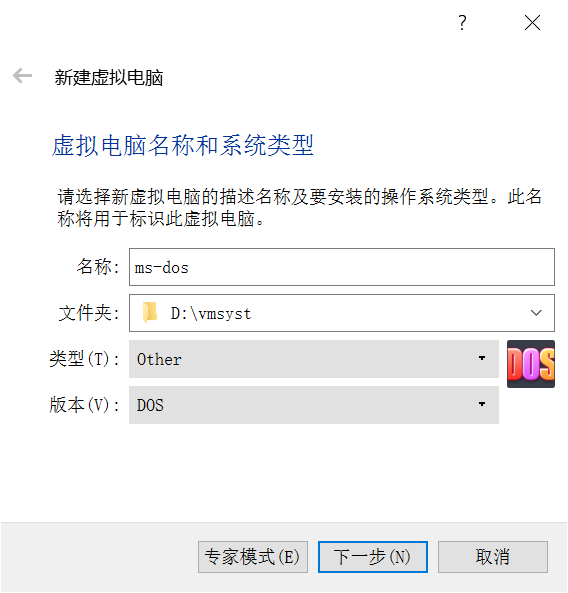 ?
新建虚拟电脑
虚拟电脑名称和系统类型
请选择新虚拟电脑的描述名称及要安装的操作系统类型。此名
称将用于标识此虚拟电脑。
名称: ms-dos
文件夹: D:\vmsyst
类型(T): Other
DOS
版本(V): DOS
专家模式(E) 下一步(N) 取消